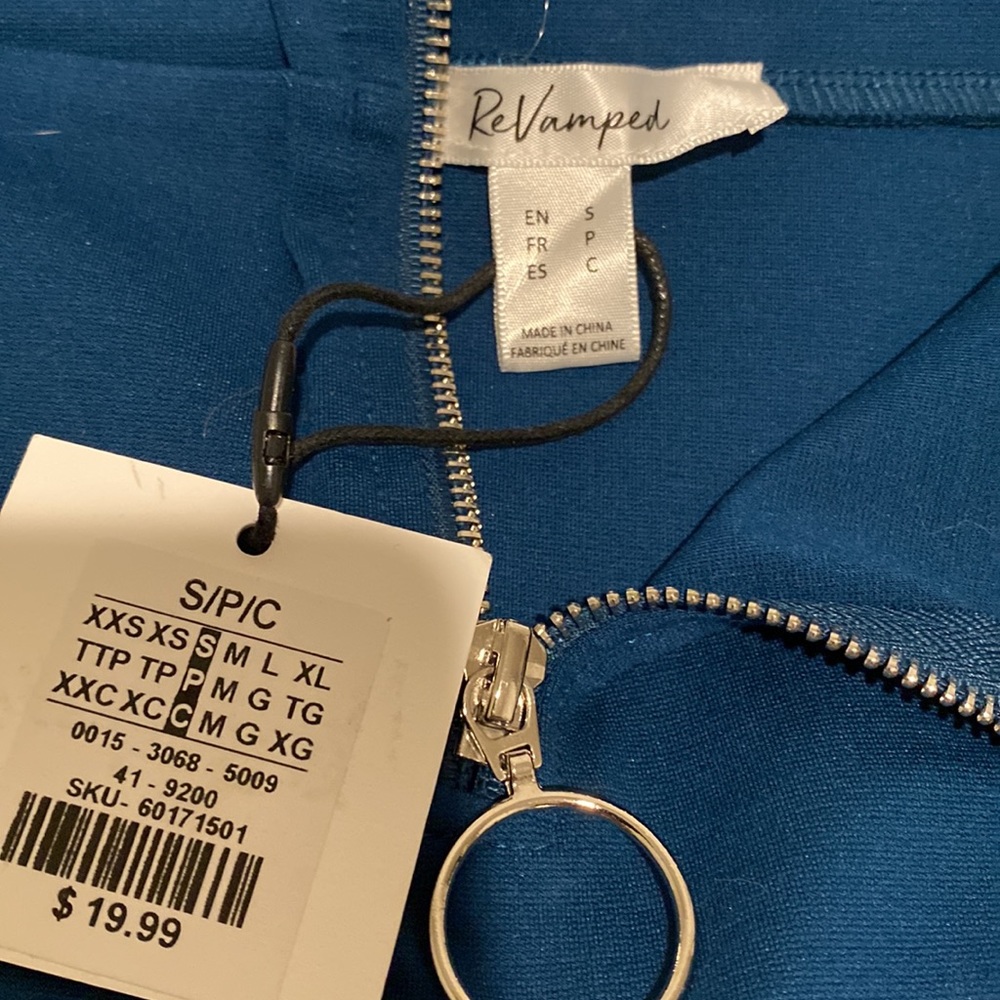 ReVamped
EN S
FR P
ES C
MADE IN CHINA
FABRIQUÉ EN CHINE
S/P/C
XXS XS S M L XL
TTP TP P M G TG
XXC XC C M G XG
0015 - 3068 - 5009
41 - 9200
SKU- 60171501
$ 19.99